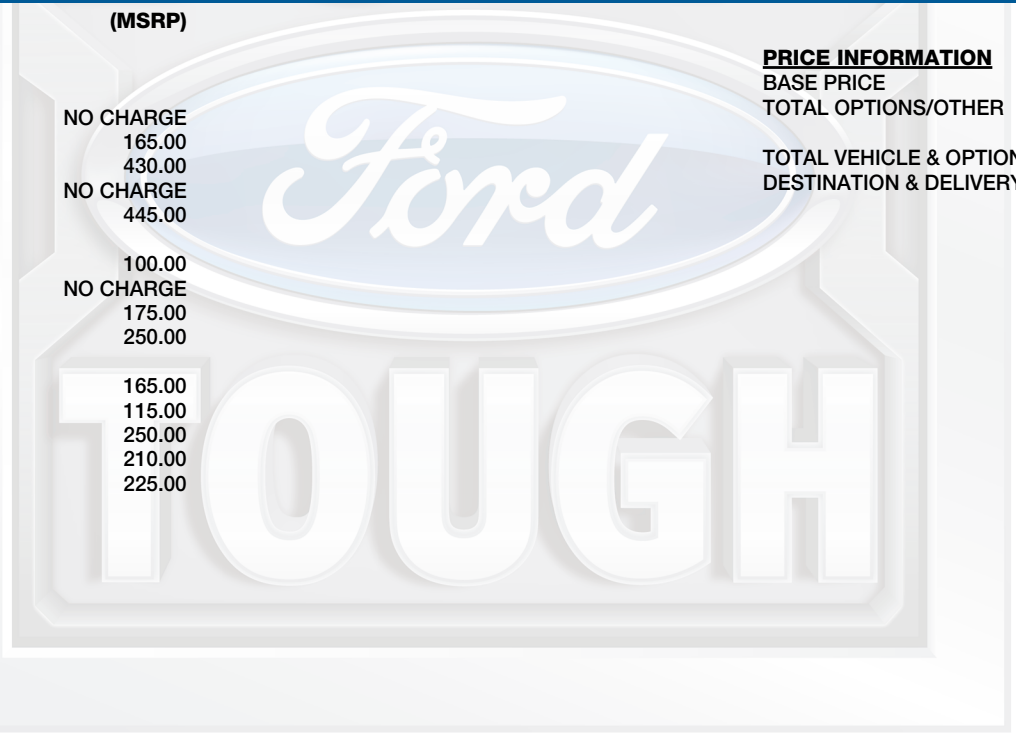 (MSRP)
NO CHARGE
165.00
430.00
NO CHARGE
445.00
100.00
NO CHARGE
175.00
250.00
165.00
115.00
250.00
210.00
225.00
PRICE INFORMATION
BASE PRICE
TOTAL OPTIONS/OTHER
TOTAL VEHICLE & OPTION
DESTINATION & DELIVERY
Ford
TOUGH